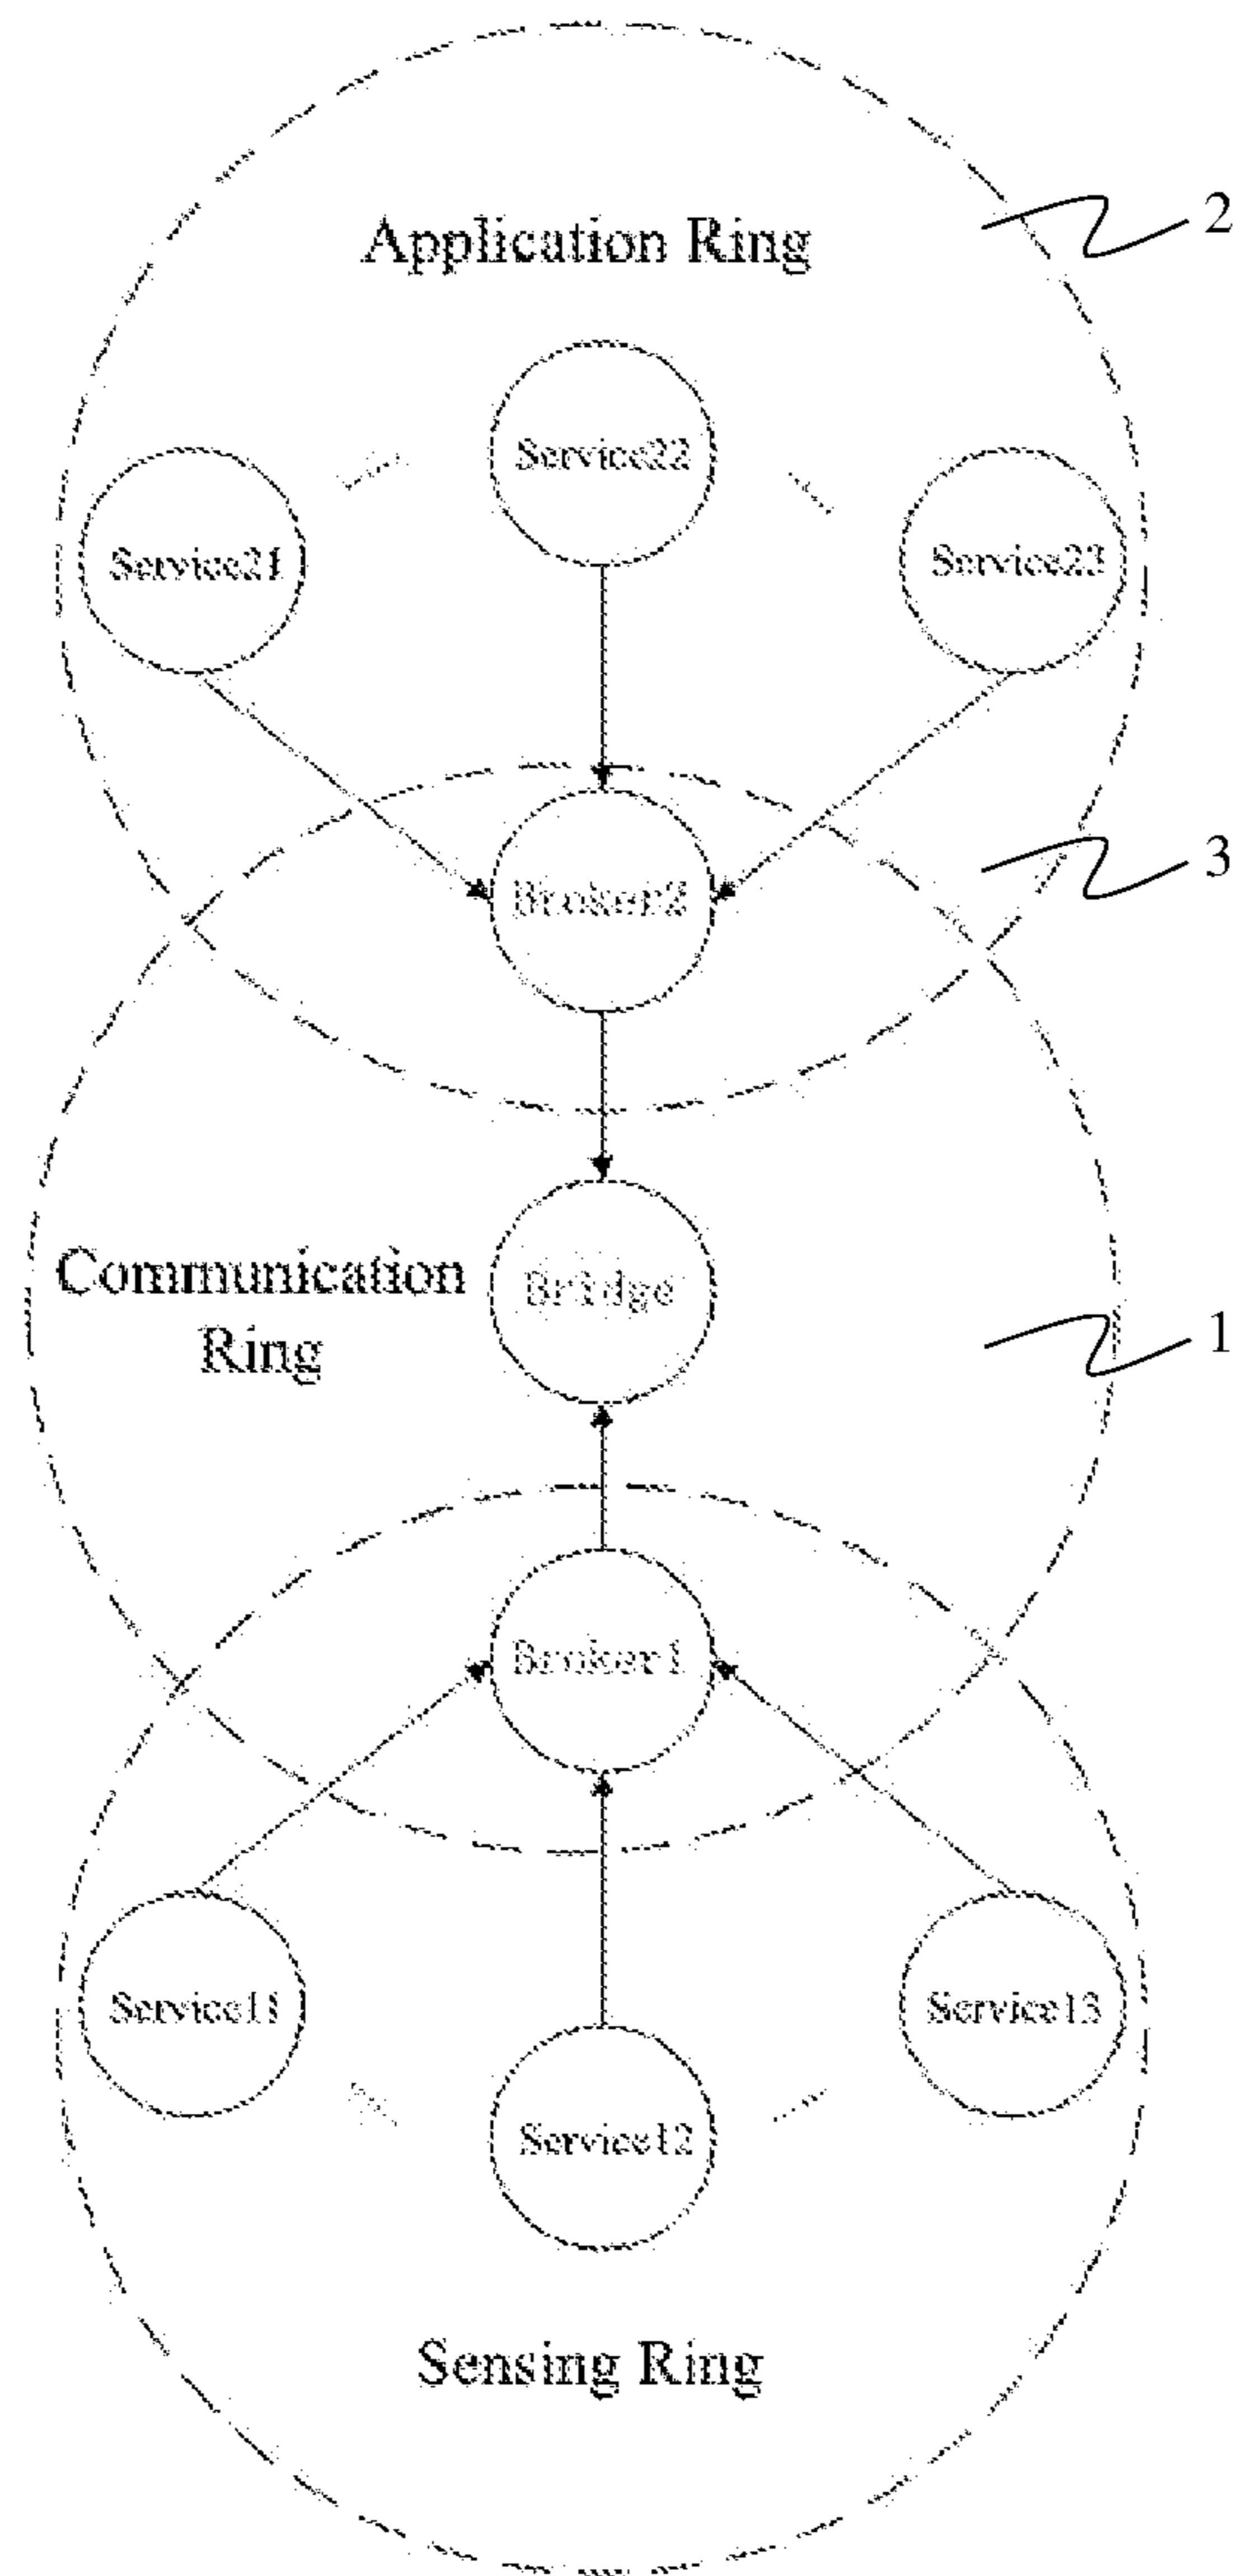 2
Application Ring
Service22
Service21
Service23
3
Broker2
Communication
Ring
Bridge
1
Broker1
Service11
Service13
Service12
Sensing Ring